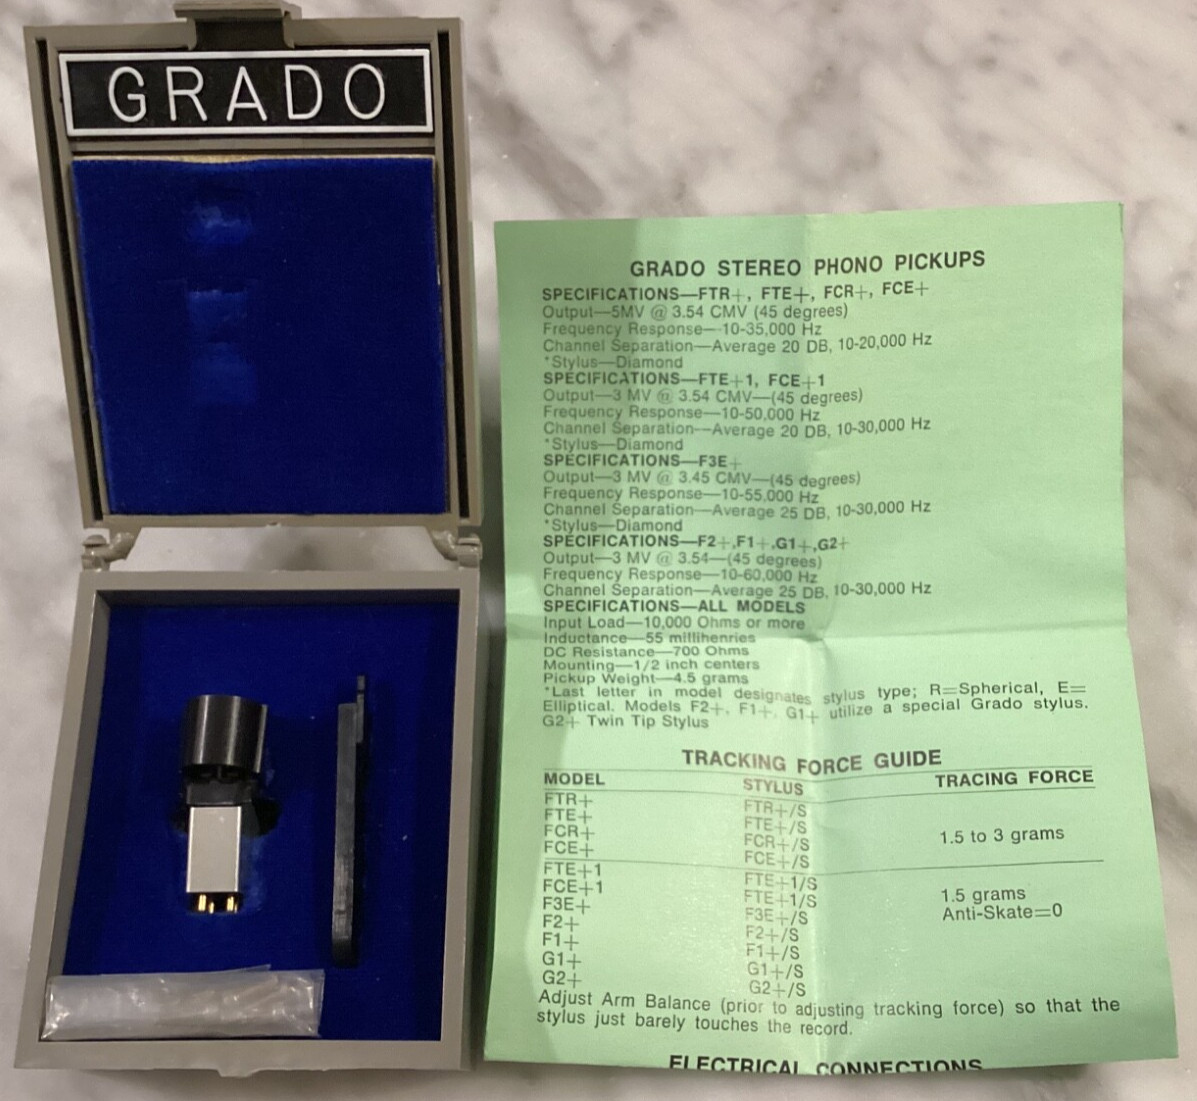 GRADO
GRADO STEREO PHONO PICKUPS
SPECIFICATIONS—FTR+, FTE+, FCR+, FCE+
Output—5MV @ 3.54 CMV (45 degrees)
Frequency Response—10-35,000 Hz
Channel Separation—Average 20 DB, 10-20,000 Hz
*Stylus—Diamond
SPECIFICATIONS—FTE+1, FCE+1
Output—3 MV @ 3.54 CMV—(45 degrees)
Frequency Response—10-50,000 Hz
Channel Separation—Average 20 DB, 10-30,000 Hz
*Stylus—Diamond
SPECIFICATIONS—F3E+
Output—3 MV @ 3.45 CMV—(45 degrees)
Frequency Response—10-55,000 Hz
Channel Separation—Average 25 DB, 10-30,000 Hz
*Stylus—Diamond
SPECIFICATIONS—F2+,F1+,G1+,G2+
Output—3 MV @ 3.54—(45 degrees)
Frequency Response—10-60,000 Hz
Channel Separation—Average 25 DB, 10-30,000 Hz
SPECIFICATIONS—ALL MODELS
Input Load—10,000 Ohms or more
Inductance—55 millihenries
DC Resistance—700 Ohms
Mounting—1/2 inch centers
Pickup Weight—4.5 grams
*Last letter in model designates stylus type; R=Spherical, E=
Elliptical. Models F2+, F1+, G1+ utilize a special Grado stylus.
G2+ Twin Tip Stylus
TRACKING FORCE GUIDE
MODEL STYLUS TRACING FORCE
FTR+ FTR+/S
FTE+ FTE+/S
FCR+ FCR+/S 1.5 to 3 grams
FCE+ FCE+/S
FTE+1 FTE+1/S
FCE+1 FTE+1/S 1.5 grams
F3E+ F3E+/S Anti-Skate=0
F2+ F2+/S
F1+ F1+/S
G1+ G1+/S
G2+ G2+/S
Adjust Arm Balance (prior to adjusting tracking force) so that the
stylus just barely touches the record.
ELECTRICAL CONNECTIONS